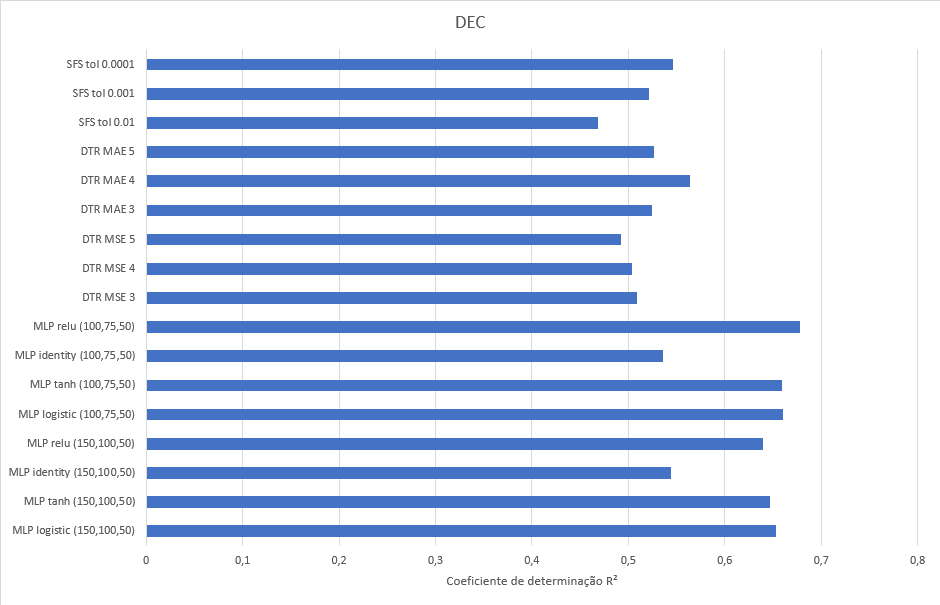 DEC
SFS tol 0.0001
SFS tol 0.001
SFS tol 0.01
DTR MAE 5
DTR MAE 4
DTR MAE 3
DTR MSE 5
DTR MSE 4
DTR MSE 3
MLP relu (100,75,50)
MLP identity (100,75,50)
MLP tanh (100,75,50)
MLP logistic (100,75,50)
MLP relu (150,100,50)
MLP identity (150,100,50)
MLP tanh (150,100,50)
MLP logistic (150,100,50)
0 0,1 0,2 0,3 0,4 0,5 0,6 0,7 0,8
Coeficiente de determinação R²